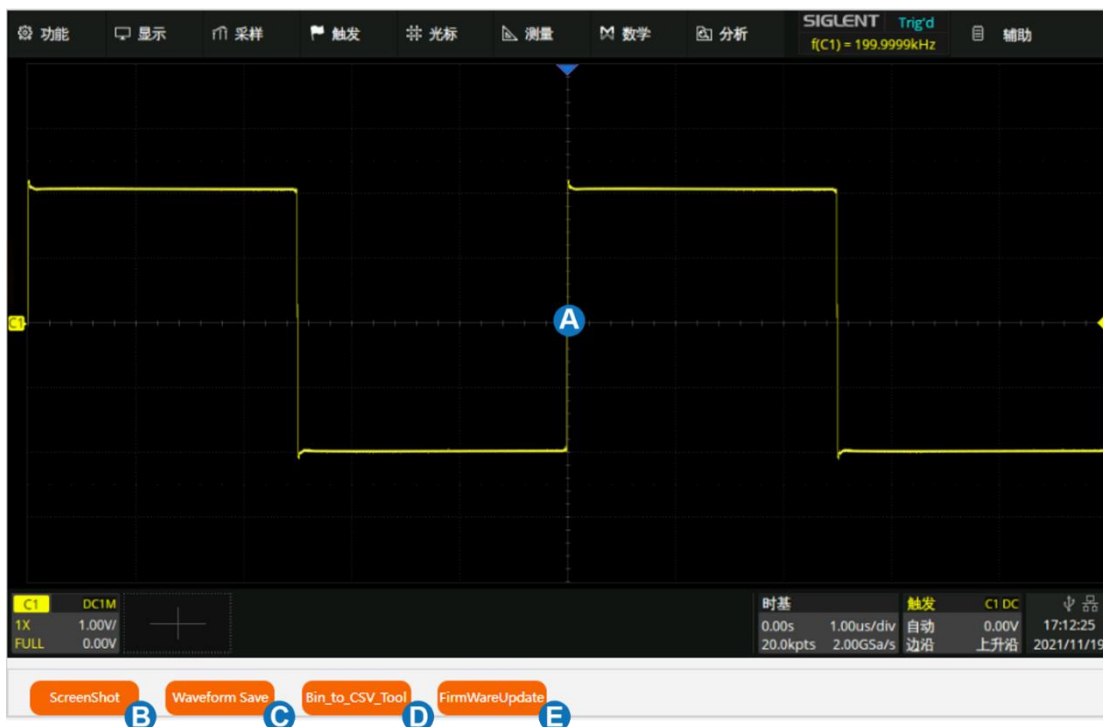 功能 显示 采样 触发 光标 测量 数学 分析 SIGLENT Trig'd 辅助
f(C1) = 199.9999kHz
C1
A
C1 DC1M
1X 1.00V/
FULL 0.00V
时基
0.00s 1.00us/div
20.0kpts 2.00GSa/s
触发 C1 DC
自动 0.00V
边沿 上升沿
17:12:25
2021/11/19
ScreenShot B
Waveform Save C
Bin_to_CSV_Tool D
FirmWareUpdate E